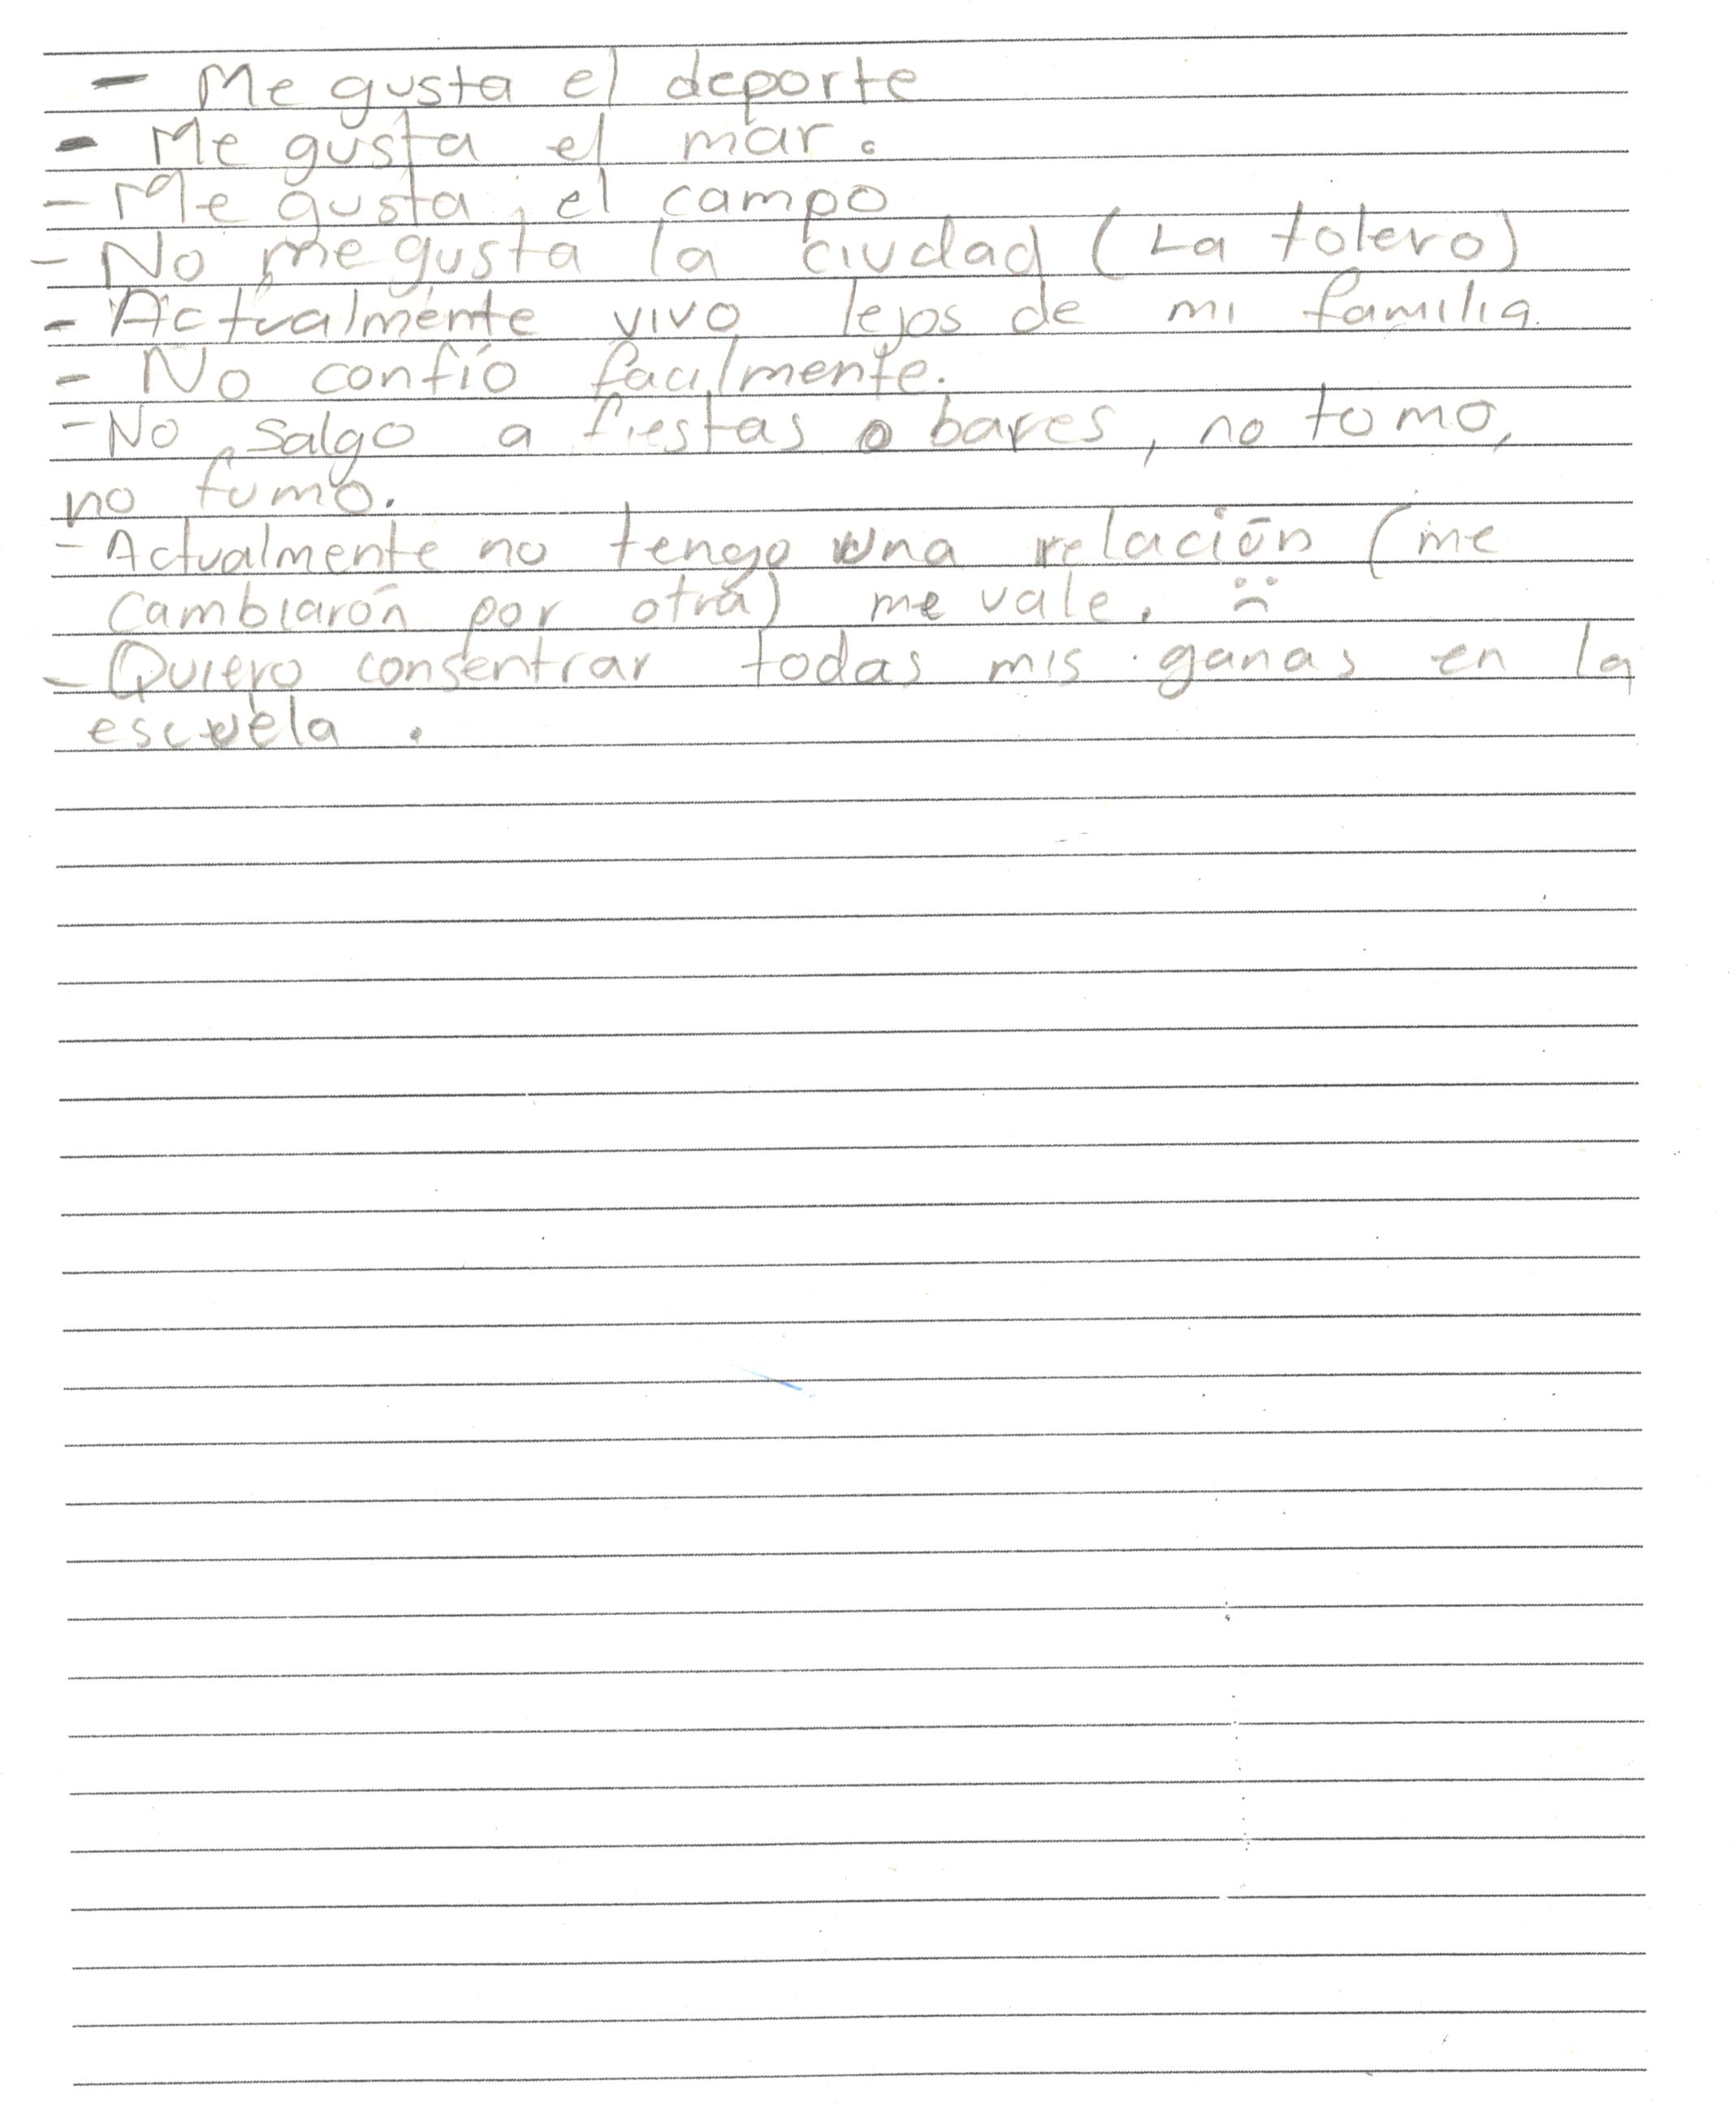 - Me gusta el deporte
- Me gusta el mar.
- Me gusta el campo
- No me gusta la ciudad (La tolero)
- Actualmente vivo lejos de mi familia.
- No confío facilmente.
- No salgo a fiestas o bares, no tomo,
no fumo.
- Actualmente no tengo una relación (me
cambiarón por otra) me vale. :(
- Quiero consentrar todas mis ganas en la
escuela.